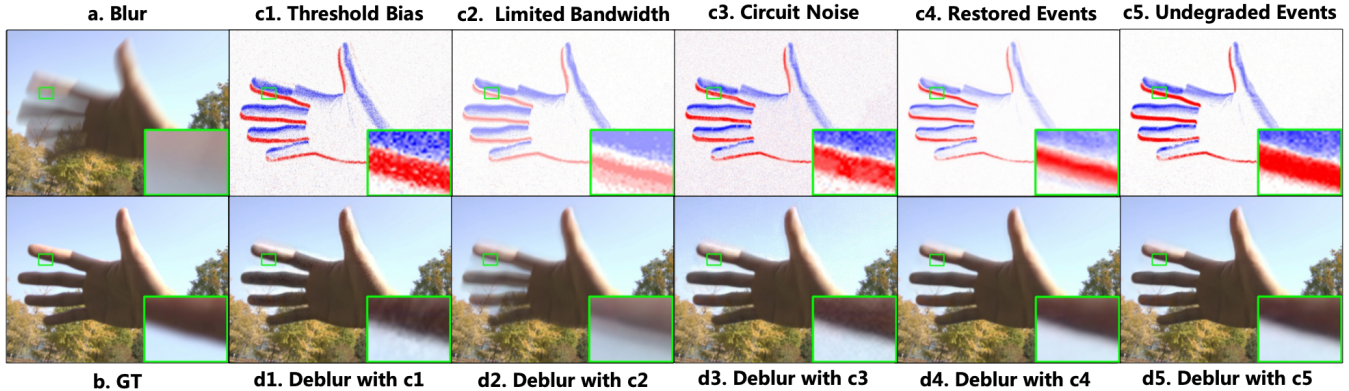 a. Blur
c1. Threshold Bias
c2. Limited Bandwidth
c3. Circuit Noise
c4. Restored Events
c5. Undegraded Events
b. GT
d1. Deblur with c1
d2. Deblur with c2
d3. Deblur with c3
d4. Deblur with c4
d5. Deblur with c5